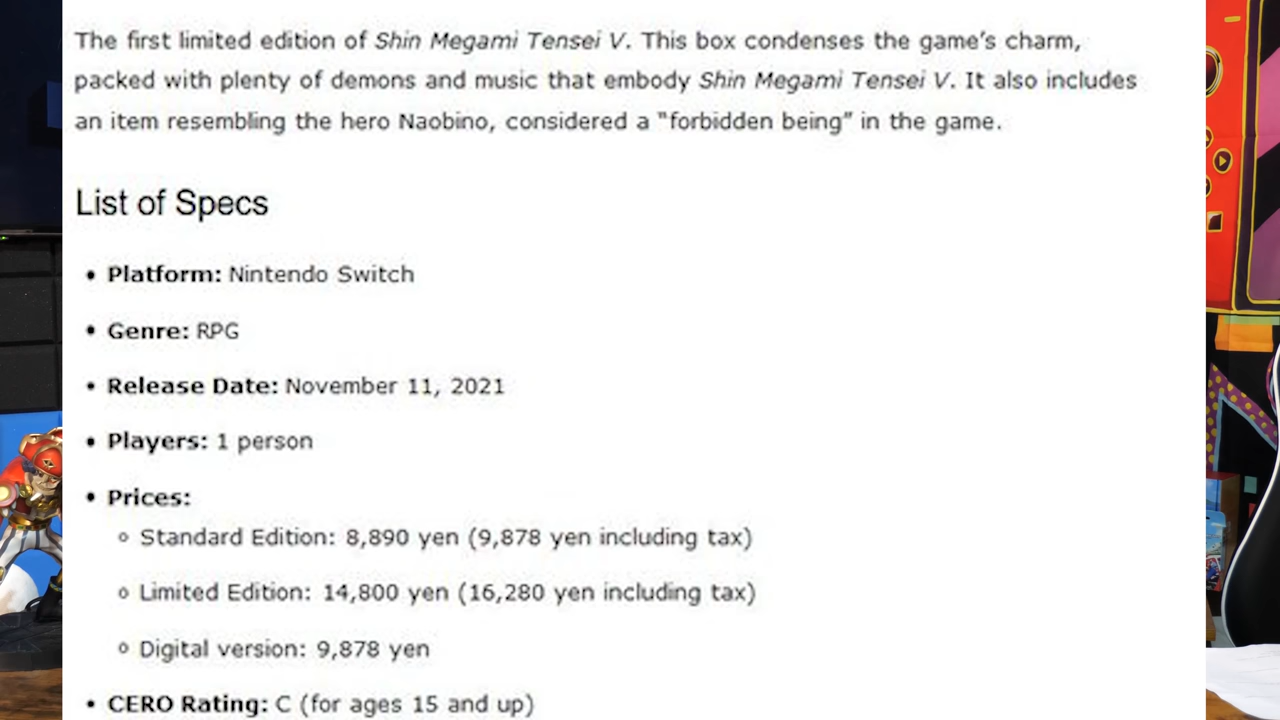 The first limited edition of Shin Megami Tensei V. This box condenses the game's charm,
packed with plenty of demons and music that embody Shin Megami Tensei V. It also includes
an item resembling the hero Naobino, considered a "forbidden being" in the game.
List of Specs
• Platform: Nintendo Switch
• Genre: RPG
• Release Date: November 11, 2021
• Players: 1 person
• Prices:
○ Standard Edition: 8,890 yen (9,878 yen including tax)
○ Limited Edition: 14,800 yen (16,280 yen including tax)
○ Digital version: 9,878 yen
• CERO Rating: C (for ages 15 and up)